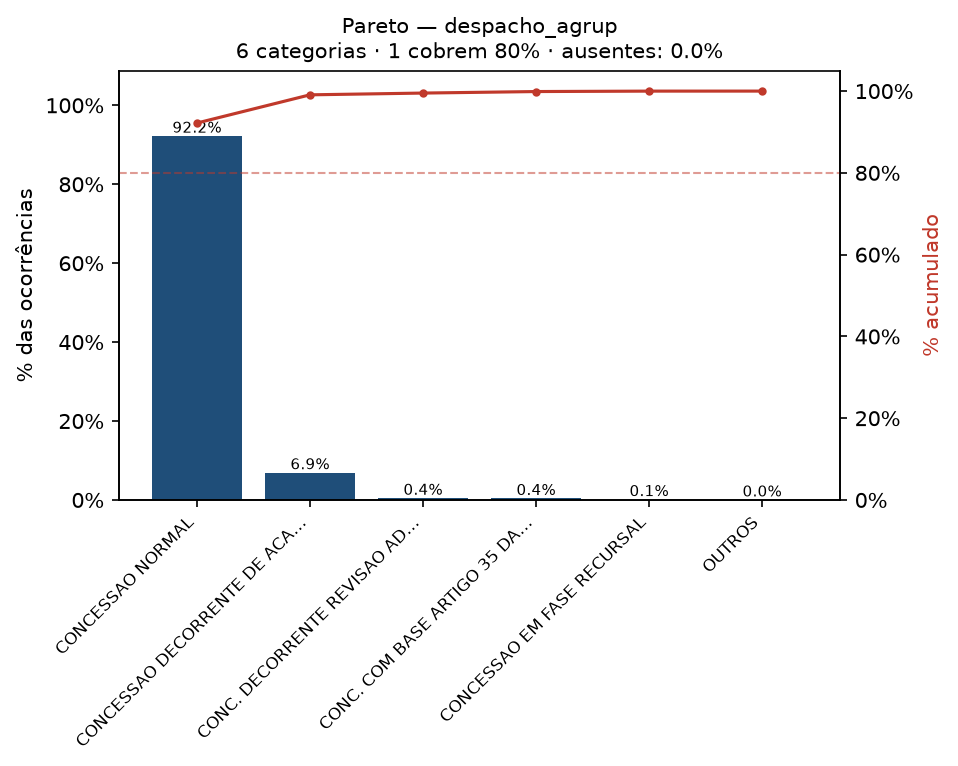 Pareto — despacho_agrup
6 categorias · 1 cobrem 80% · ausentes: 0.0%
% das ocorrências
100%
80%
60%
40%
20%
0%
92.2%
6.9%
0.4%
0.4%
0.1%
0.0%
100%
80%
60%
40%
20%
0%
% acumulado
CONCESSAO NORMAL
CONCESSAO DECORRENTE DE ACA...
CONC. DECORRENTE REVISAO AD...
CONC. COM BASE ARTIGO 35 DA...
CONCESSAO EM FASE RECURSAL
OUTROS